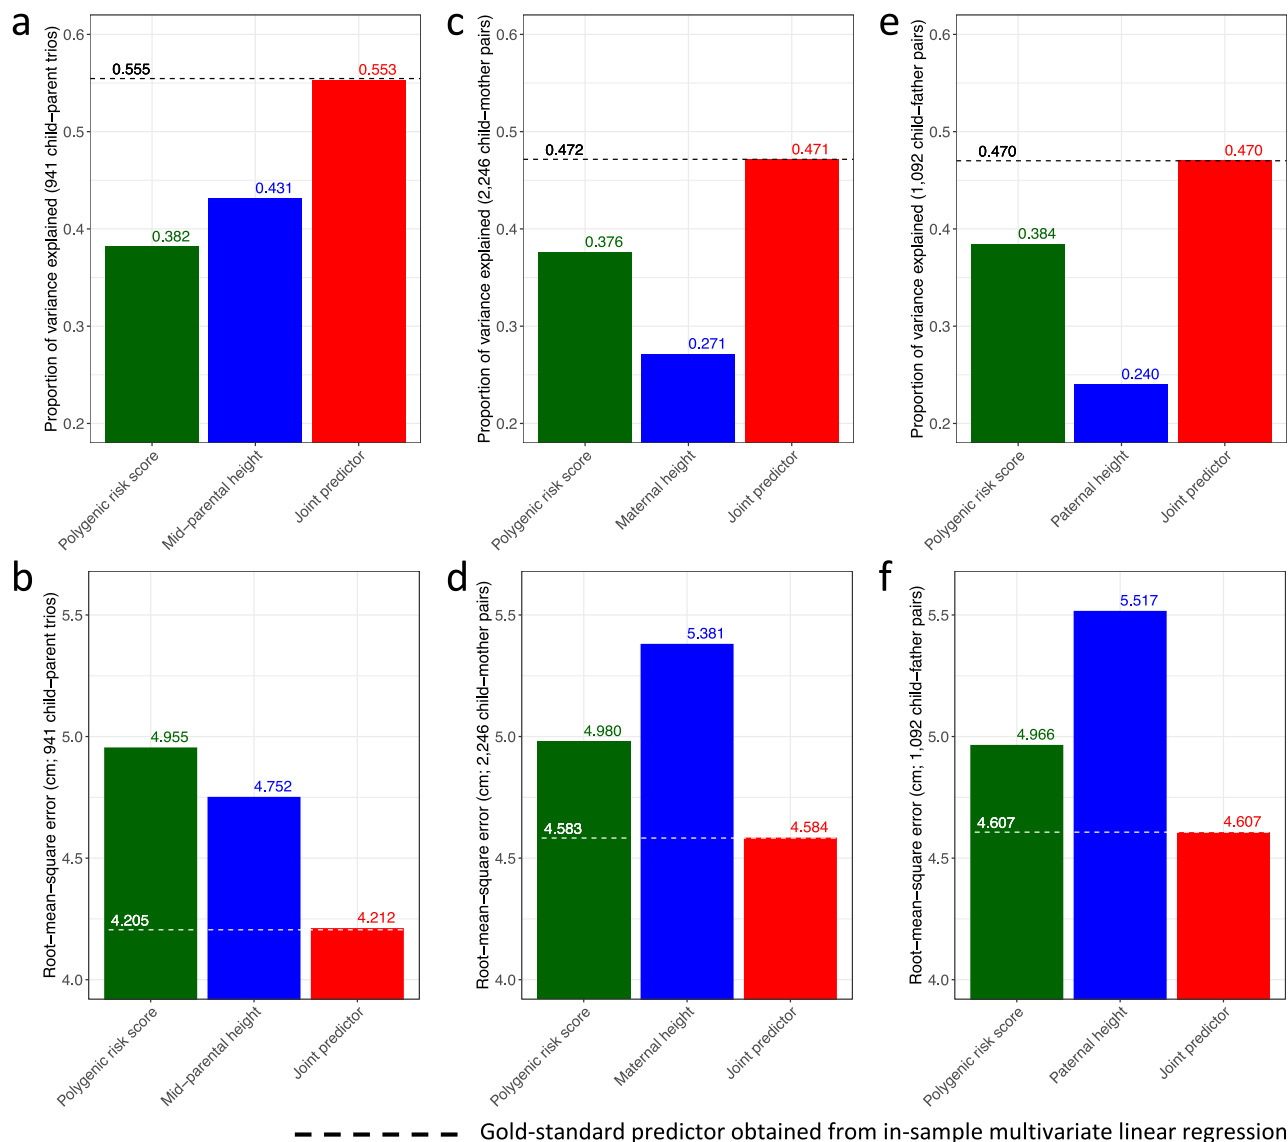 a
Proportion of variance explained (941 child−parent trios)
0.6
0.5
0.4
0.3
0.2
0.555
0.382
0.431
0.553
Polygenic risk score
Mid−parental height
Joint predictor
c
Proportion of variance explained (2,246 child−mother pairs)
0.6
0.5
0.4
0.3
0.2
0.472
0.376
0.271
0.471
Polygenic risk score
Maternal height
Joint predictor
e
Proportion of variance explained (1,092 child−father pairs)
0.6
0.5
0.4
0.3
0.2
0.470
0.384
0.240
0.470
Polygenic risk score
Paternal height
Joint predictor
b
Root−mean−square error (cm; 941 child−parent trios)
5.5
5.0
4.5
4.0
4.955
4.752
4.205
4.212
Polygenic risk score
Mid−parental height
Joint predictor
d
Root−mean−square error (cm; 2,246 child−mother pairs)
5.5
5.0
4.5
4.0
4.980
5.381
4.583
4.584
Polygenic risk score
Maternal height
Joint predictor
f
Root−mean−square error (cm; 1,092 child−father pairs)
5.5
5.0
4.5
4.0
4.966
5.517
4.607
4.607
Polygenic risk score
Paternal height
Joint predictor
Gold-standard predictor obtained from in-sample multivariate linear regression